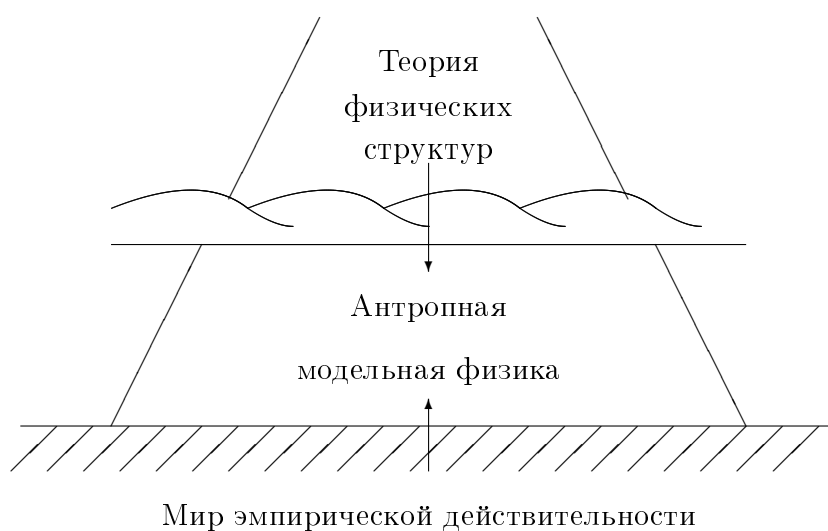 Теория
физических
структур
Антропная
модельная физика
Мир эмпирической действительности